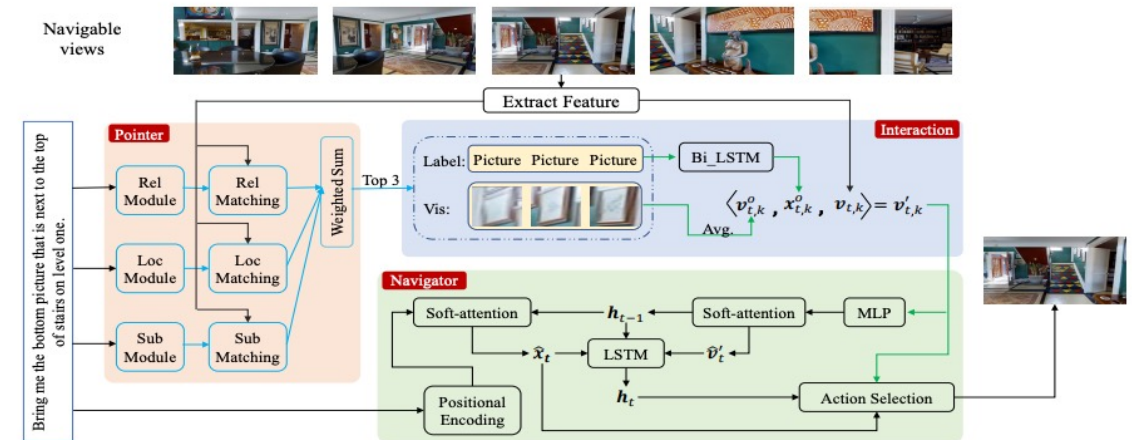 Navigable
views
Extract Feature
Pointer
Interaction
Bring me the bottom picture that is next to the top
of stairs on level one.
Rel
Module
Rel
Matching
Loc
Module
Loc
Matching
Sub
Module
Sub
Matching
Weighted Sum
Top 3
Label: Picture Picture Picture
Vis:
Bi_LSTM
Avg.
⟨v^o_{t,k} , x^o_{t,k} , v_{t,k}⟩ = v'_{t,k}
Navigator
Soft-attention
h_{t−1}
Soft-attention
MLP
x̂_t
LSTM
v̂'_t
h_t
Positional
Encoding
Action Selection